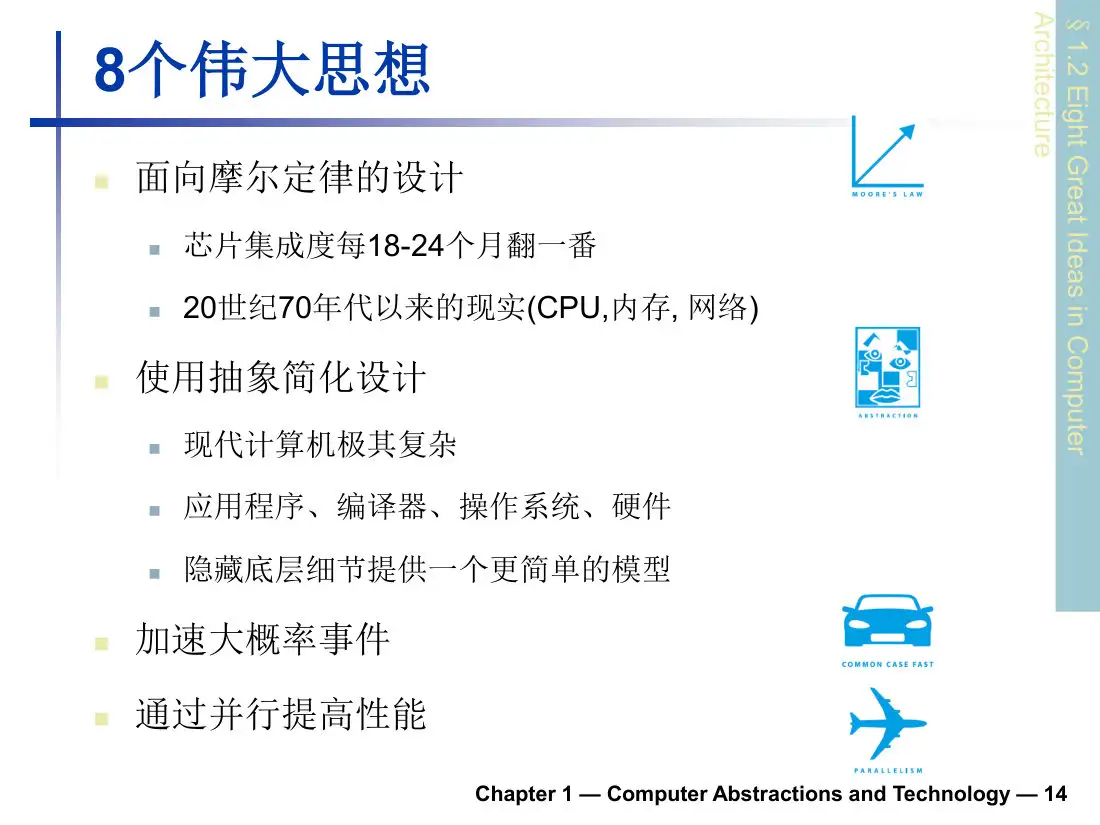 8个伟大思想
§ 1.2 Eight Great Ideas in Computer
Architecture
面向摩尔定律的设计
MOORE'S LAW
芯片集成度每18-24个月翻一番
20世纪70年代以来的现实(CPU,内存, 网络)
使用抽象简化设计
ABSTRACTION
现代计算机极其复杂
应用程序、编译器、操作系统、硬件
隐藏底层细节提供一个更简单的模型
加速大概率事件
COMMON CASE FAST
通过并行提高性能
PARALLELISM
Chapter 1 — Computer Abstractions and Technology — 14